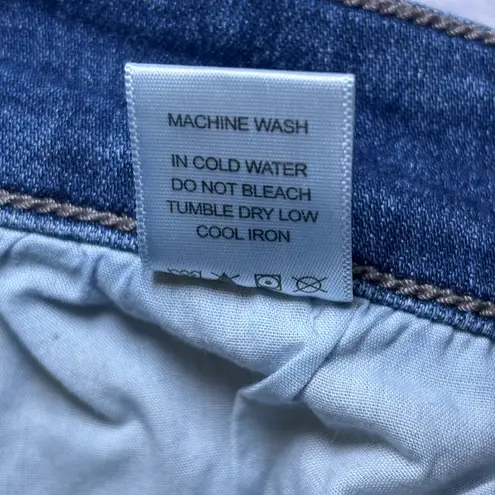 MACHINE WASH
IN COLD WATER
DO NOT BLEACH
TUMBLE DRY LOW
COOL IRON